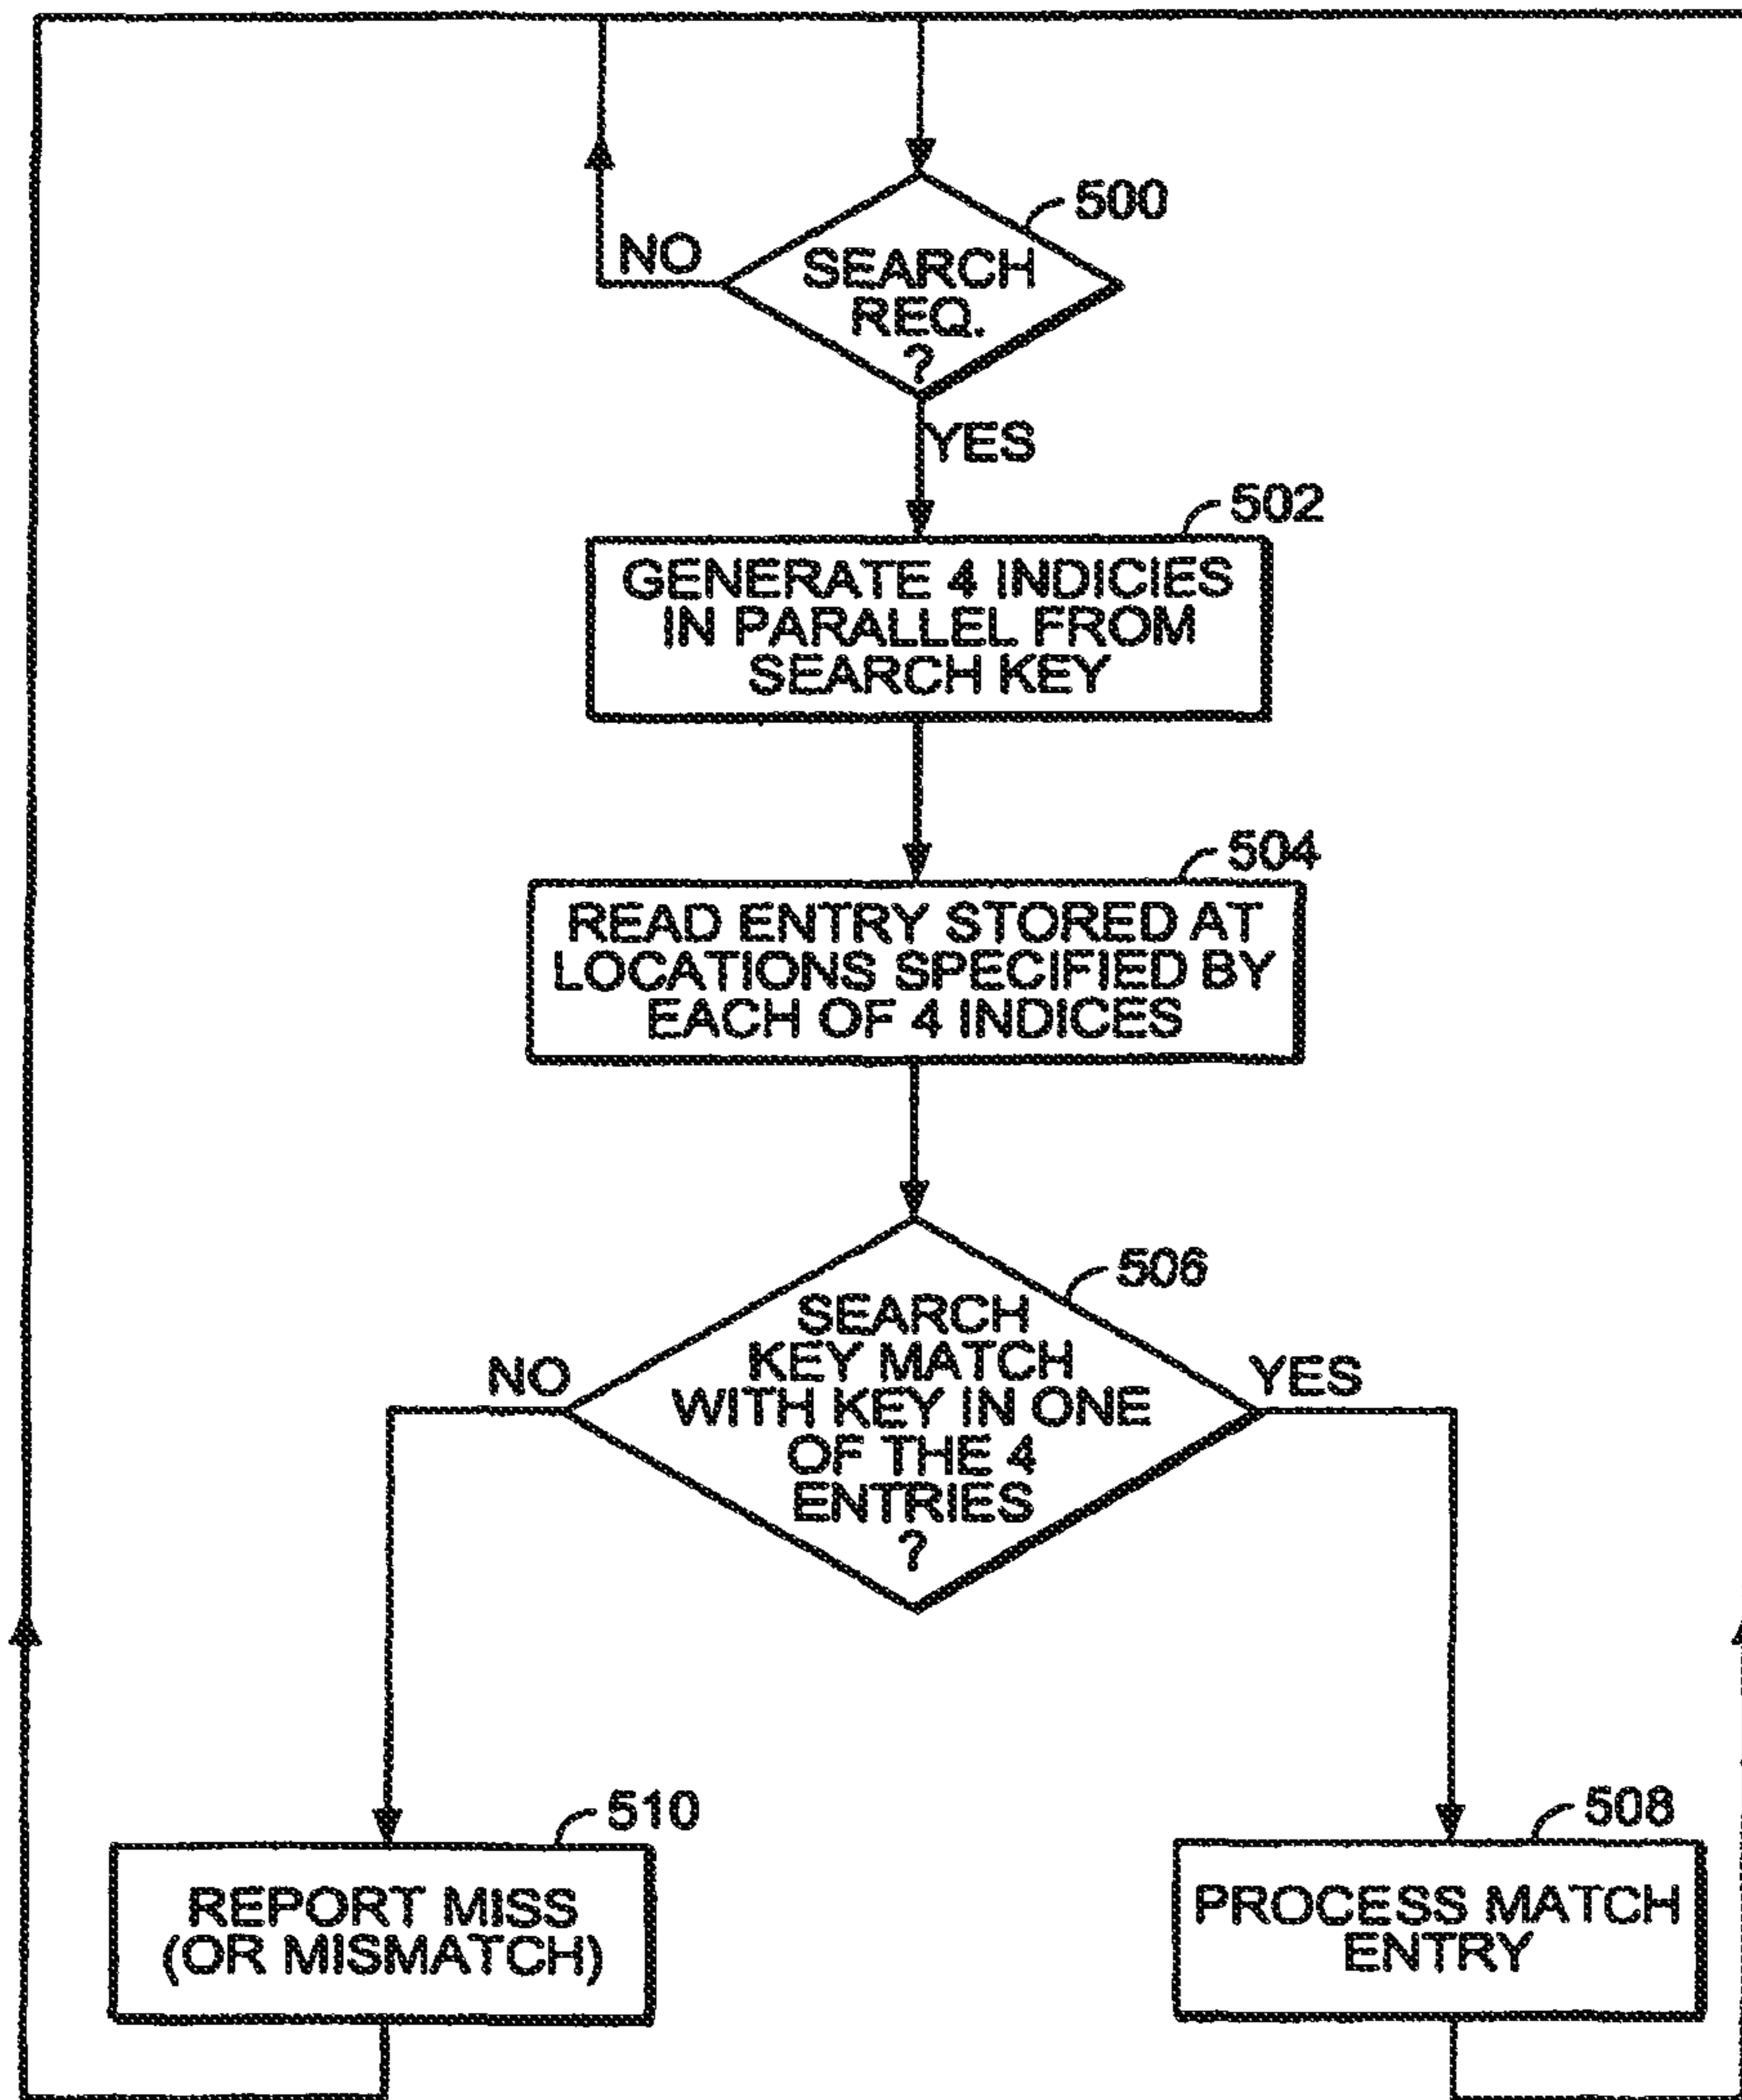 500
SEARCH
REQ.
?
NO
YES
502
GENERATE 4 INDICIES
IN PARALLEL FROM
SEARCH KEY
504
READ ENTRY STORED AT
LOCATIONS SPECIFIED BY
EACH OF 4 INDICES
506
SEARCH
KEY MATCH
WITH KEY IN ONE
OF THE 4
ENTRIES
?
NO
YES
510
REPORT MISS
(OR MISMATCH)
508
PROCESS MATCH
ENTRY